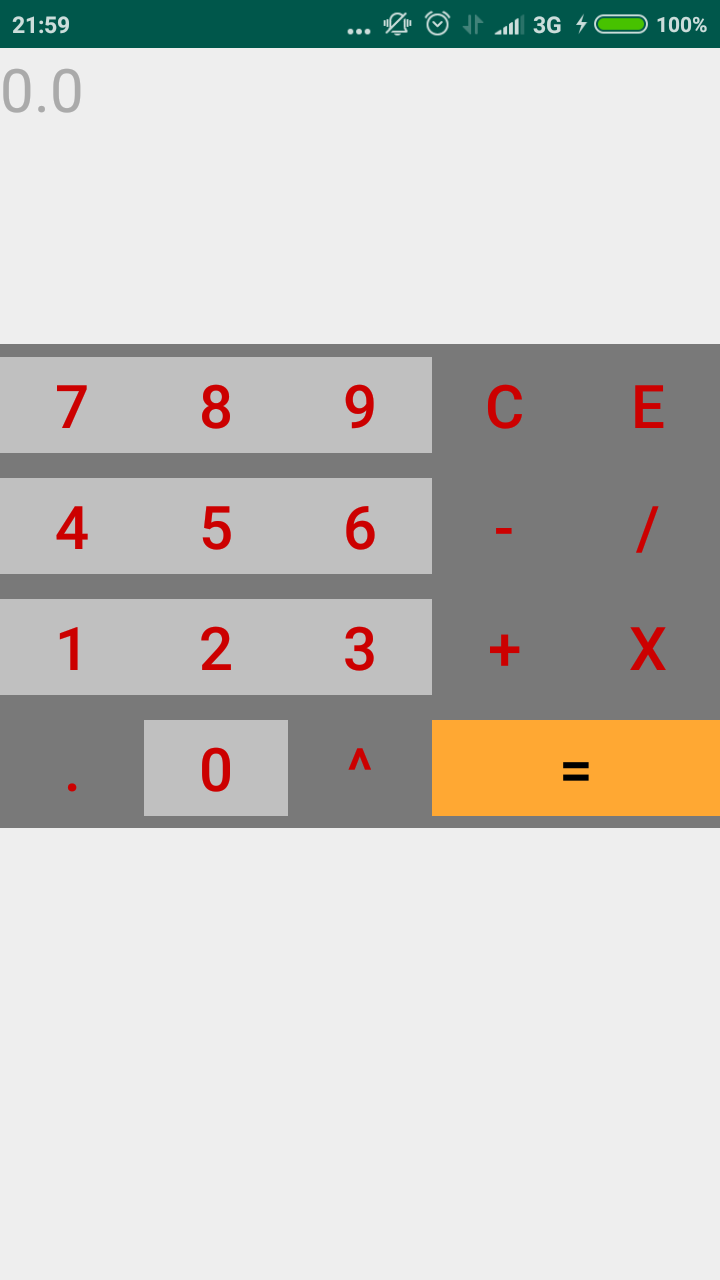 21:59 ... 3G 100%
0.0
7 8 9 C E
4 5 6 - /
1 2 3 + X
. 0 ^ =